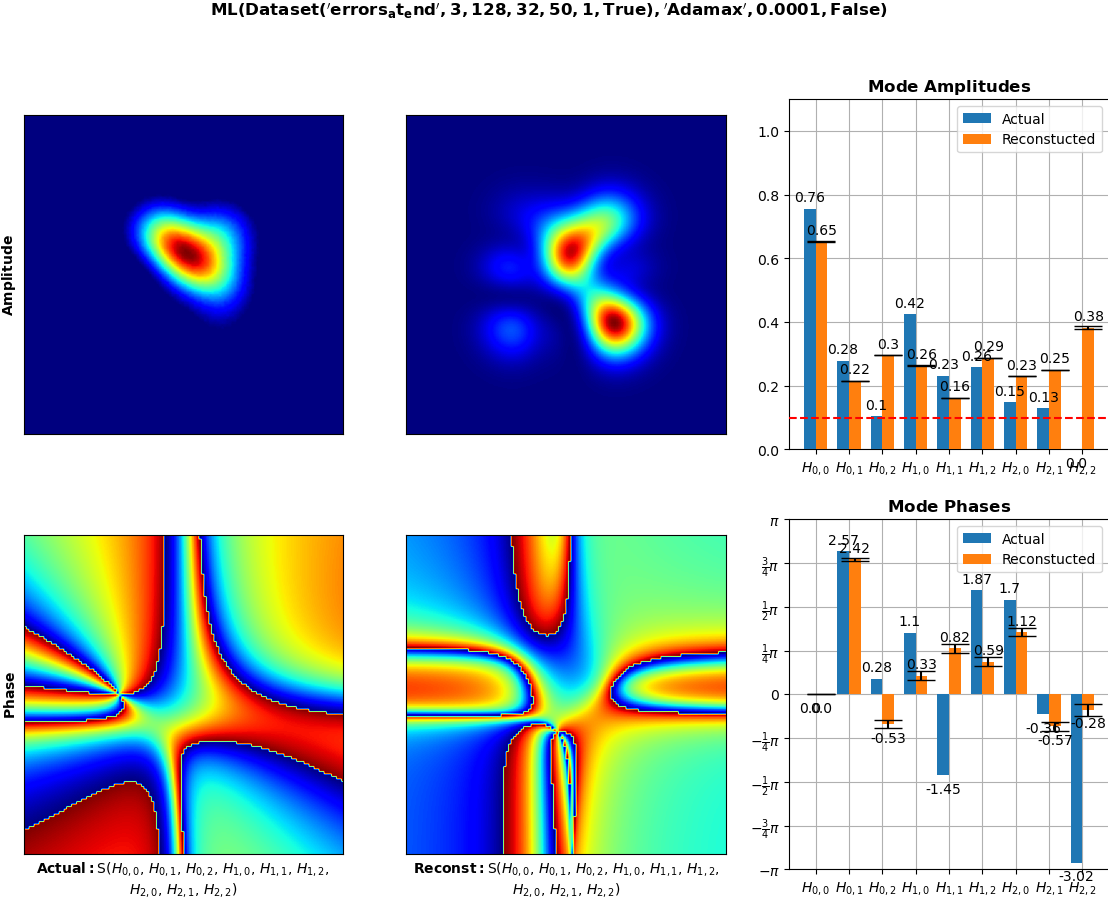 ML(Dataset('errors_at_end', 3, 128, 32, 50, 1, True), 'Adamax', 0.0001, False)
Amplitude
Mode Amplitudes
Actual
Reconstucted
1.0
0.8
0.6
0.4
0.2
0.0
0.76
0.65
0.28
0.22
0.1
0.3
0.42
0.26
0.23
0.16
0.26
0.29
0.15
0.23
0.13
0.25
0.0
0.38
H0,0 H0,1 H0,2 H1,0 H1,1 H1,2 H2,0 H2,1 H2,2
Phase
Actual: S(H0,0, H0,1, H0,2, H1,0, H1,1, H1,2,
H2,0, H2,1, H2,2)
Reconst: S(H0,0, H0,1, H0,2, H1,0, H1,1, H1,2,
H2,0, H2,1, H2,2)
Mode Phases
Actual
Reconstucted
π
3/4π
1/2π
1/4π
0
−1/4π
−1/2π
−3/4π
−π
0.0
0.0
2.57
2.42
0.28
-0.53
1.1
0.33
-1.45
0.82
1.87
0.59
1.7
1.12
-0.36
-0.57
-3.02
-0.28
H0,0 H0,1 H0,2 H1,0 H1,1 H1,2 H2,0 H2,1 H2,2